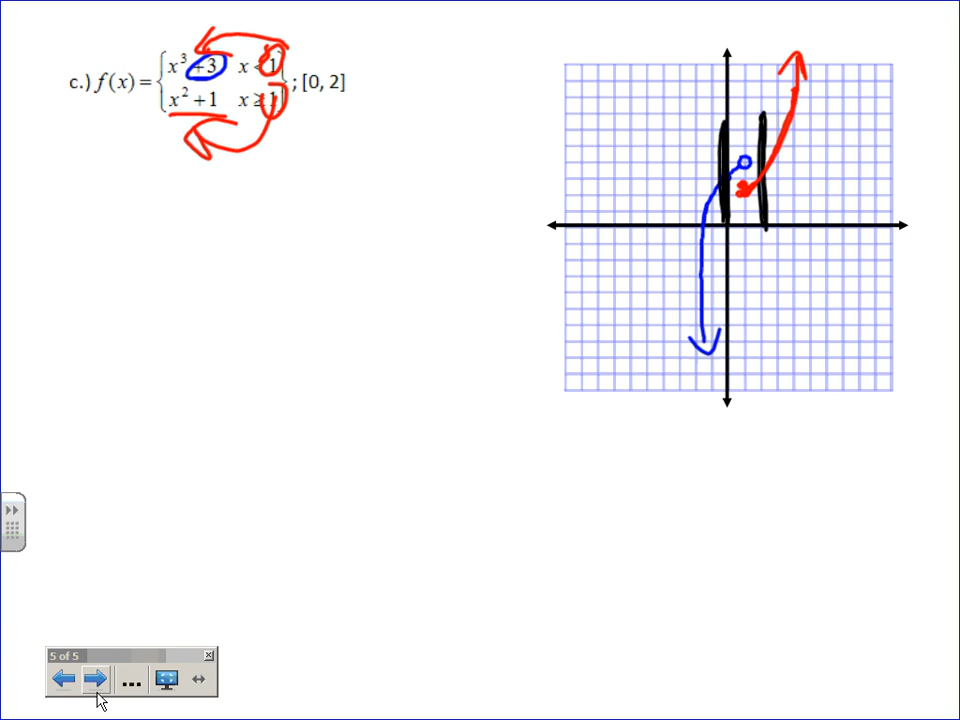 c.) f(x) = { x³ +3 x < 1
x² +1 x ≥ 1 } ; [0, 2]
5 of 5
...